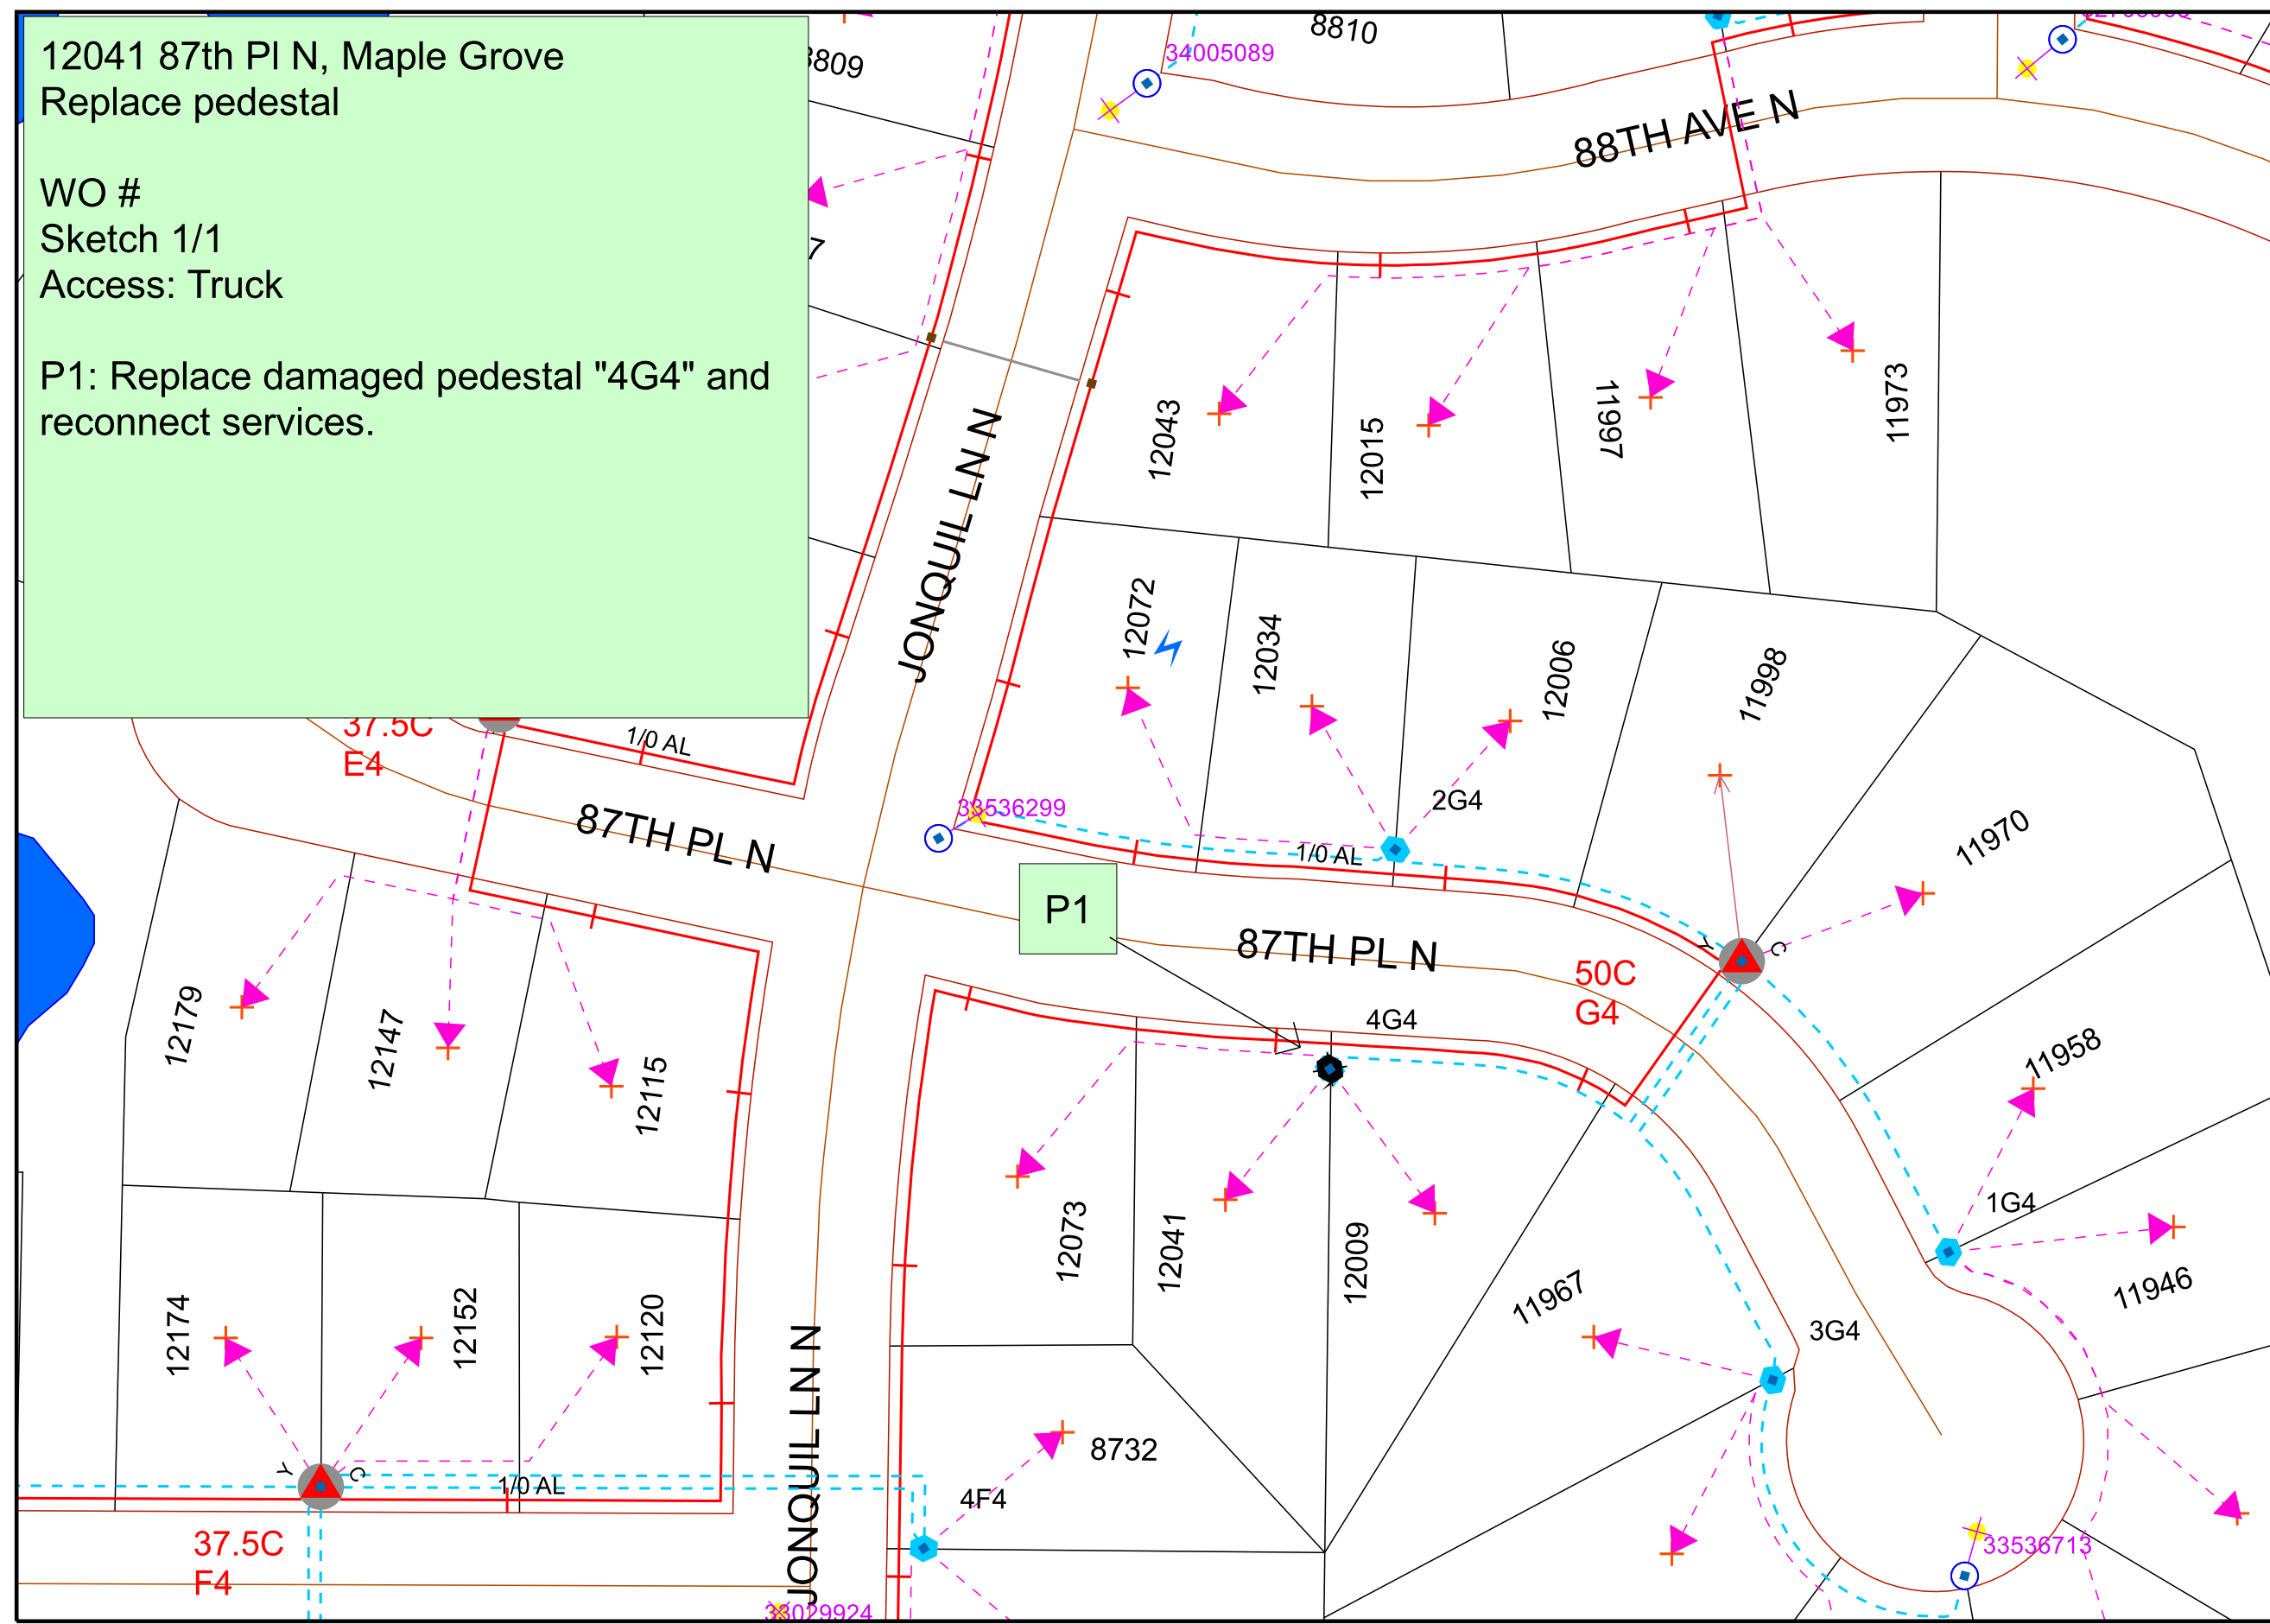 12041 87th Pl N, Maple Grove
Replace pedestal
WO #
Sketch 1/1
Access: Truck
P1: Replace damaged pedestal "4G4" and
reconnect services.
34005089
8810
88TH AVE N
JONQUIL LN N
12043
12015
11997
11973
12072
12034
12006
11998
11970
2G4
33536299
1/0 AL
37.5C
E4
1/0 AL
87TH PL N
P1
87TH PL N
50C
G4
Y
C
4G4
12179
12147
12115
12073
12041
12009
11967
11958
1G4
11946
3G4
12174
12152
12120
Y
C
1/0 AL
37.5C
F4
JONQUIL LN N
8732
4F4
33536713
33029924